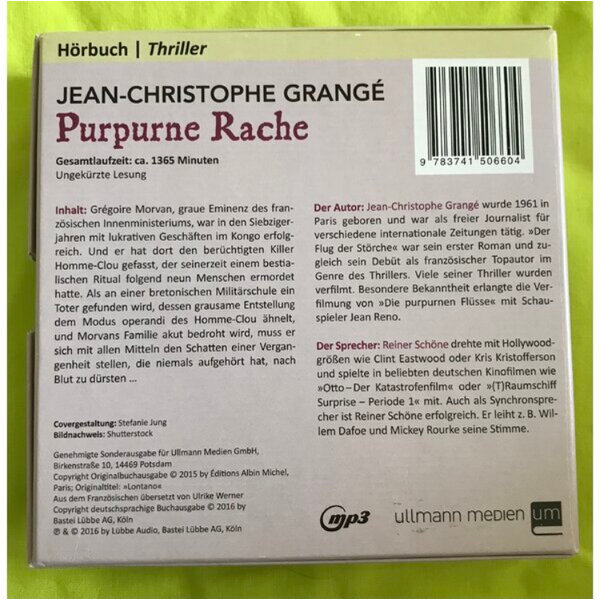 Hörbuch | Thriller
JEAN-CHRISTOPHE GRANGÉ
Purpurne Rache
Gesamtlaufzeit: ca. 1365 Minuten
Ungekürzte Lesung
9 783741 506604
Inhalt: Grégoire Morvan, graue Eminenz des fran-
zösischen Innenministeriums, war in den Siebziger-
jahren mit lukrativen Geschäften im Kongo erfolg-
reich. Und er hat dort den berüchtigten Killer
Homme-Clou gefasst, der seinerzeit einem bestia-
lischen Ritual folgend neun Menschen ermordet
hatte. Als an einer bretonischen Militärschule ein
Toter gefunden wird, dessen grausame Entstellung
dem Modus operandi des Homme-Clou ähnelt,
und Morvans Familie akut bedroht wird, muss er
sich mit allen Mitteln den Schatten einer Vergan-
genheit stellen, die niemals aufgehört hat, nach
Blut zu dürsten ...
Covergestaltung: Stefanie Jung
Bildnachweis: Shutterstock
Genehmigte Sonderausgabe für Ullmann Medien GmbH,
Birkenstraße 10, 14469 Potsdam
Copyright Originalbuchausgabe © 2015 by Éditions Albin Michel,
Paris; Originaltitel: »Lontano«
Aus dem Französischen übersetzt von Ulrike Werner
Copyright deutschsprachige Buchausgabe © 2016 by
Bastei Lübbe AG, Köln
℗ & © 2016 by Lübbe Audio, Bastei Lübbe AG, Köln
Der Autor: Jean-Christophe Grangé wurde 1961 in
Paris geboren und war als freier Journalist für
verschiedene internationale Zeitungen tätig. »Der
Flug der Störche« war sein erster Roman und zu-
gleich sein Debüt als französischer Topautor im
Genre des Thrillers. Viele seiner Thriller wurden
verfilmt. Besondere Bekanntheit erlangte die Ver-
filmung von »Die purpurnen Flüsse« mit Schau-
spieler Jean Reno.
Der Sprecher: Reiner Schöne drehte mit Hollywood-
größen wie Clint Eastwood oder Kris Kristofferson
und spielte in beliebten deutschen Kinofilmen wie
»Otto – Der Katastrofenfilm« oder »(T)Raumschiff
Surprise – Periode 1« mit. Auch als Synchronspre-
cher ist Reiner Schöne erfolgreich. Er leiht z. B. Wil-
lem Dafoe und Mickey Rourke seine Stimme.
mp3
ullmann medien um